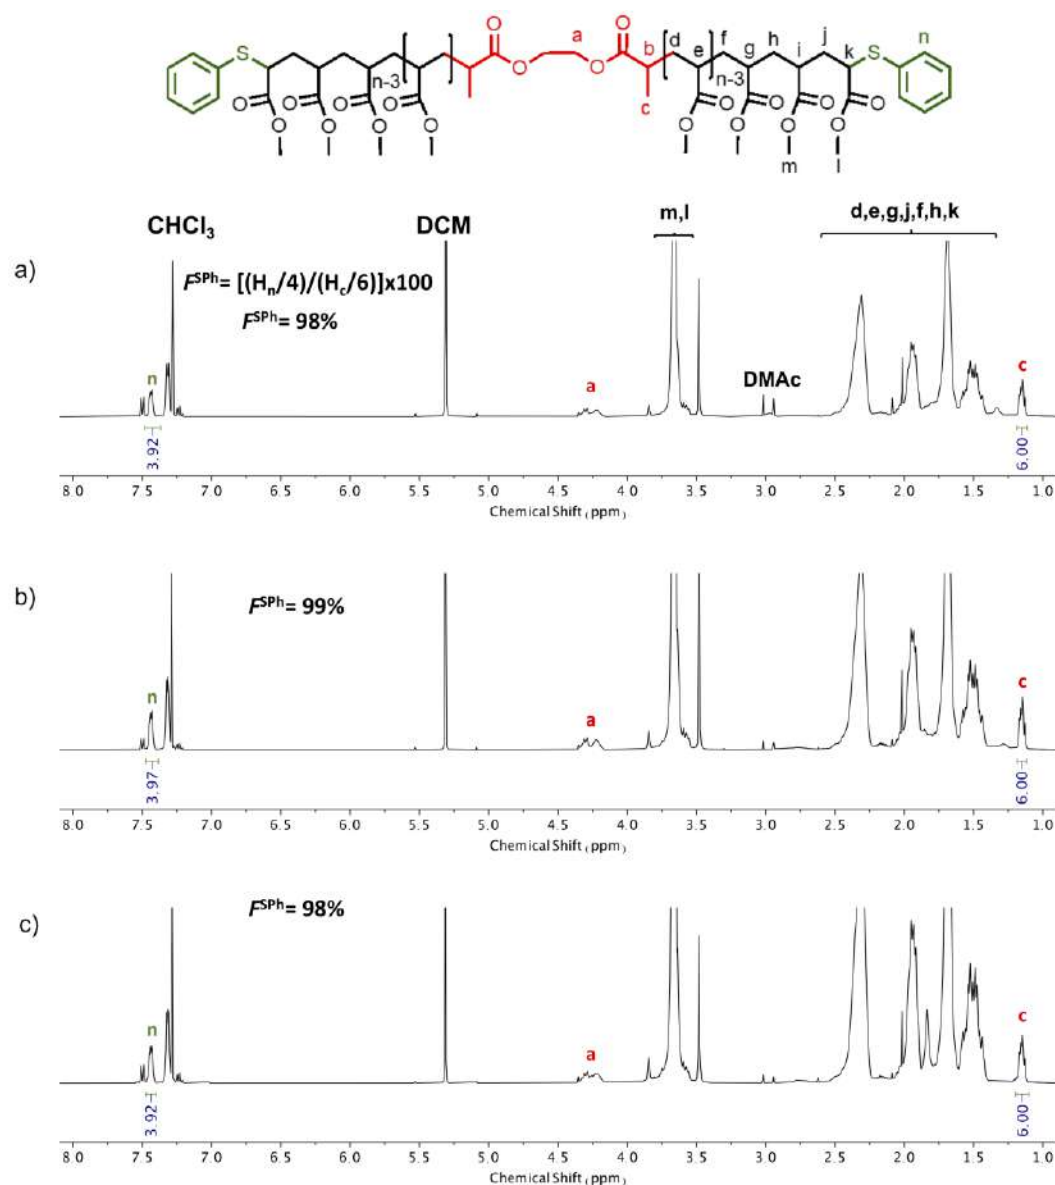 O a O d f h j n
S e g i k S
O O b
n-3 c n-3
O O O O O O O O
O O O O O O O O
m l
CHCl₃ DCM m,l d,e,g,j,f,h,k
a)
Fˢᴾʰ= [(Hₙ/4)/(H_c/6)]x100
Fˢᴾʰ= 98%
n a DMAc c
3.92 6.00
8.0 7.5 7.0 6.5 6.0 5.5 5.0 4.5 4.0 3.5 3.0 2.5 2.0 1.5 1.0
Chemical Shift (ppm)
b)
Fˢᴾʰ= 99%
n a c
3.97 6.00
8.0 7.5 7.0 6.5 6.0 5.5 5.0 4.5 4.0 3.5 3.0 2.5 2.0 1.5 1.0
Chemical Shift (ppm)
c)
Fˢᴾʰ= 98%
n a c
3.92 6.00
8.0 7.5 7.0 6.5 6.0 5.5 5.0 4.5 4.0 3.5 3.0 2.5 2.0 1.5 1.0
Chemical Shift (ppm)